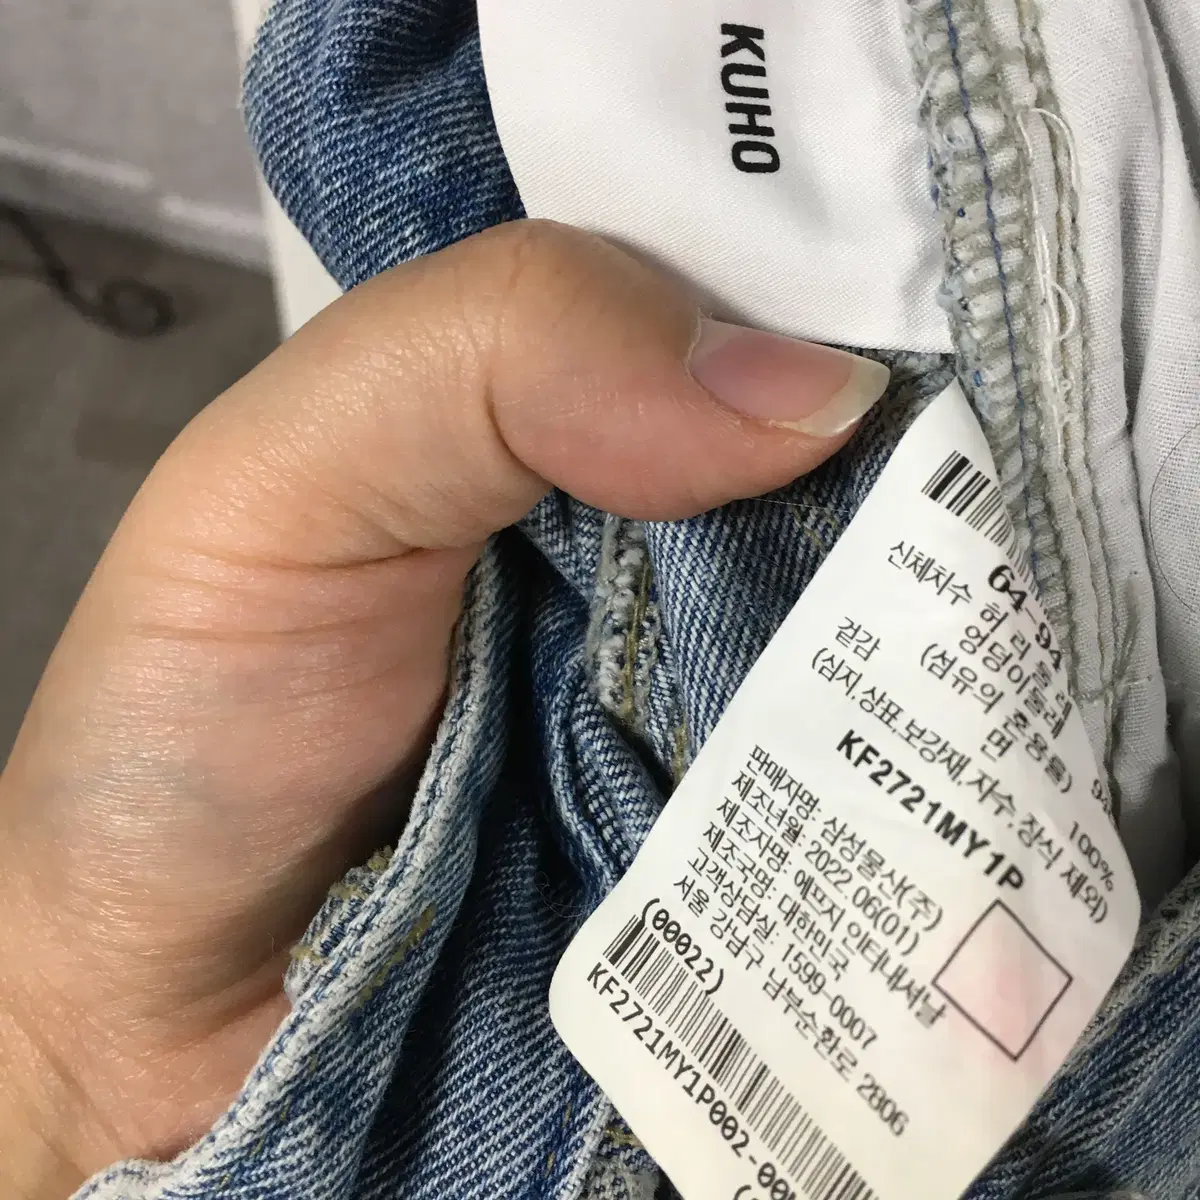 KUHO
64-94
신체치수 허리둘레
엉덩이둘레 94
겉감 (섬유의 혼용율)
면 100%
(심지,상표,보강재,자수,장식 제외)
KF2721MY1P
판매자명: 삼성물산(주)
제조년월: 2022.06(01)
제조자명: 에프지 인터내셔날
제조국명: 대한민국
고객상담실: 1599-0007
서울 강남구 남부순환로 2806
(00022)
KF2721MY1P002-00